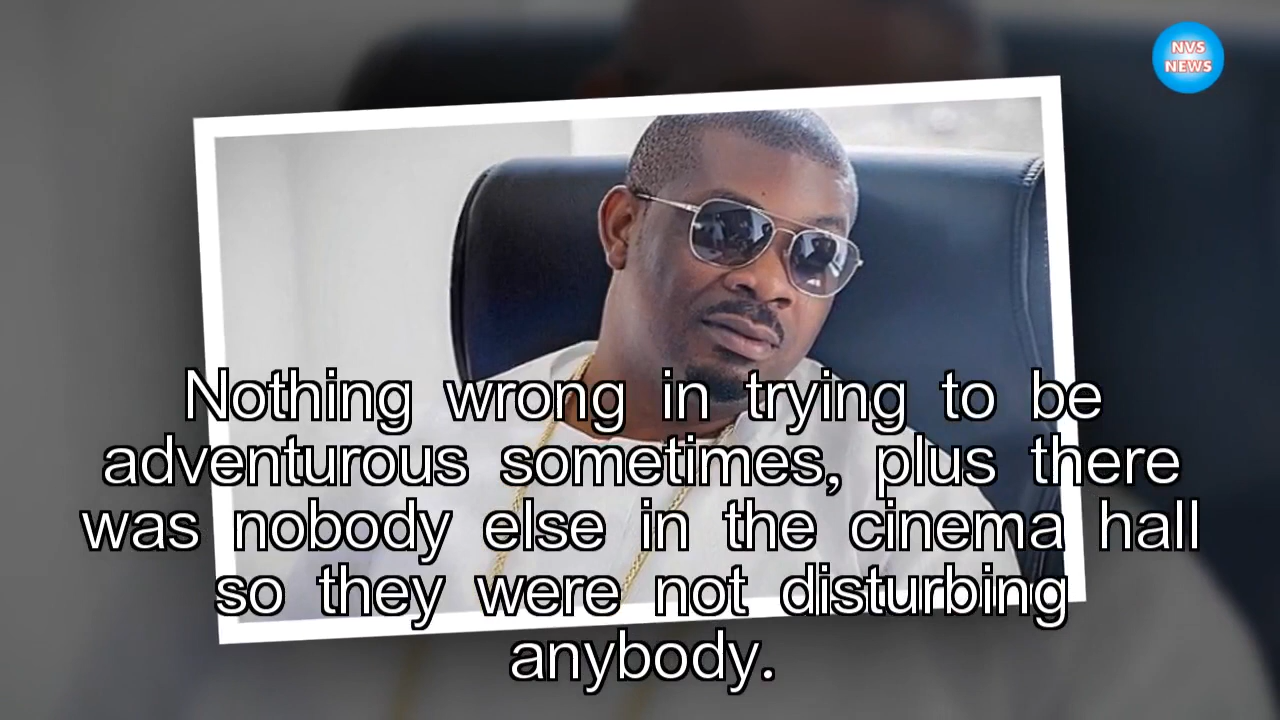 NVS
NEWS
Nothing wrong in trying to be
adventurous sometimes, plus there
was nobody else in the cinema hall
so they were not disturbing
anybody.